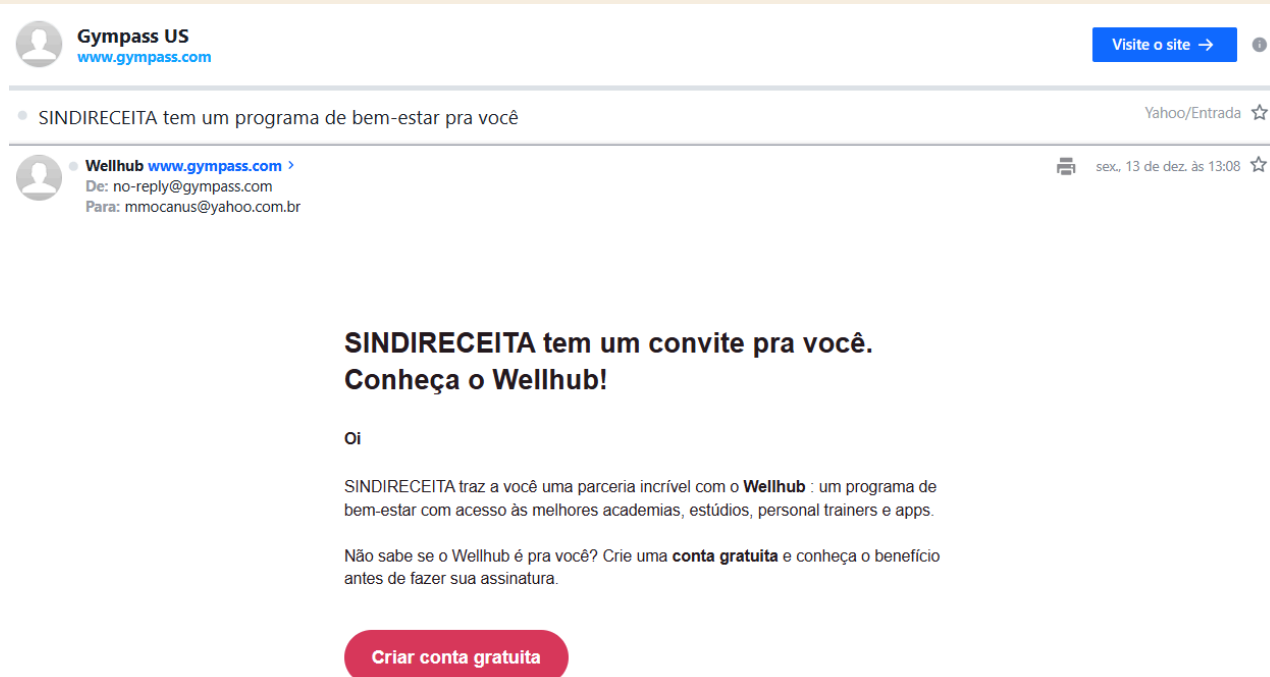 Gympass US
www.gympass.com
Visite o site →
SINDIRECEITA tem um programa de bem-estar pra você
Yahoo/Entrada
Wellhub www.gympass.com >
De: no-reply@gympass.com
Para: mmocanus@yahoo.com.br
sex., 13 de dez. às 13:08
SINDIRECEITA tem um convite pra você.
Conheça o Wellhub!
Oi
SINDIRECEITA traz a você uma parceria incrível com o Wellhub : um programa de
bem-estar com acesso às melhores academias, estúdios, personal trainers e apps.
Não sabe se o Wellhub é pra você? Crie uma conta gratuita e conheça o benefício
antes de fazer sua assinatura.
Criar conta gratuita